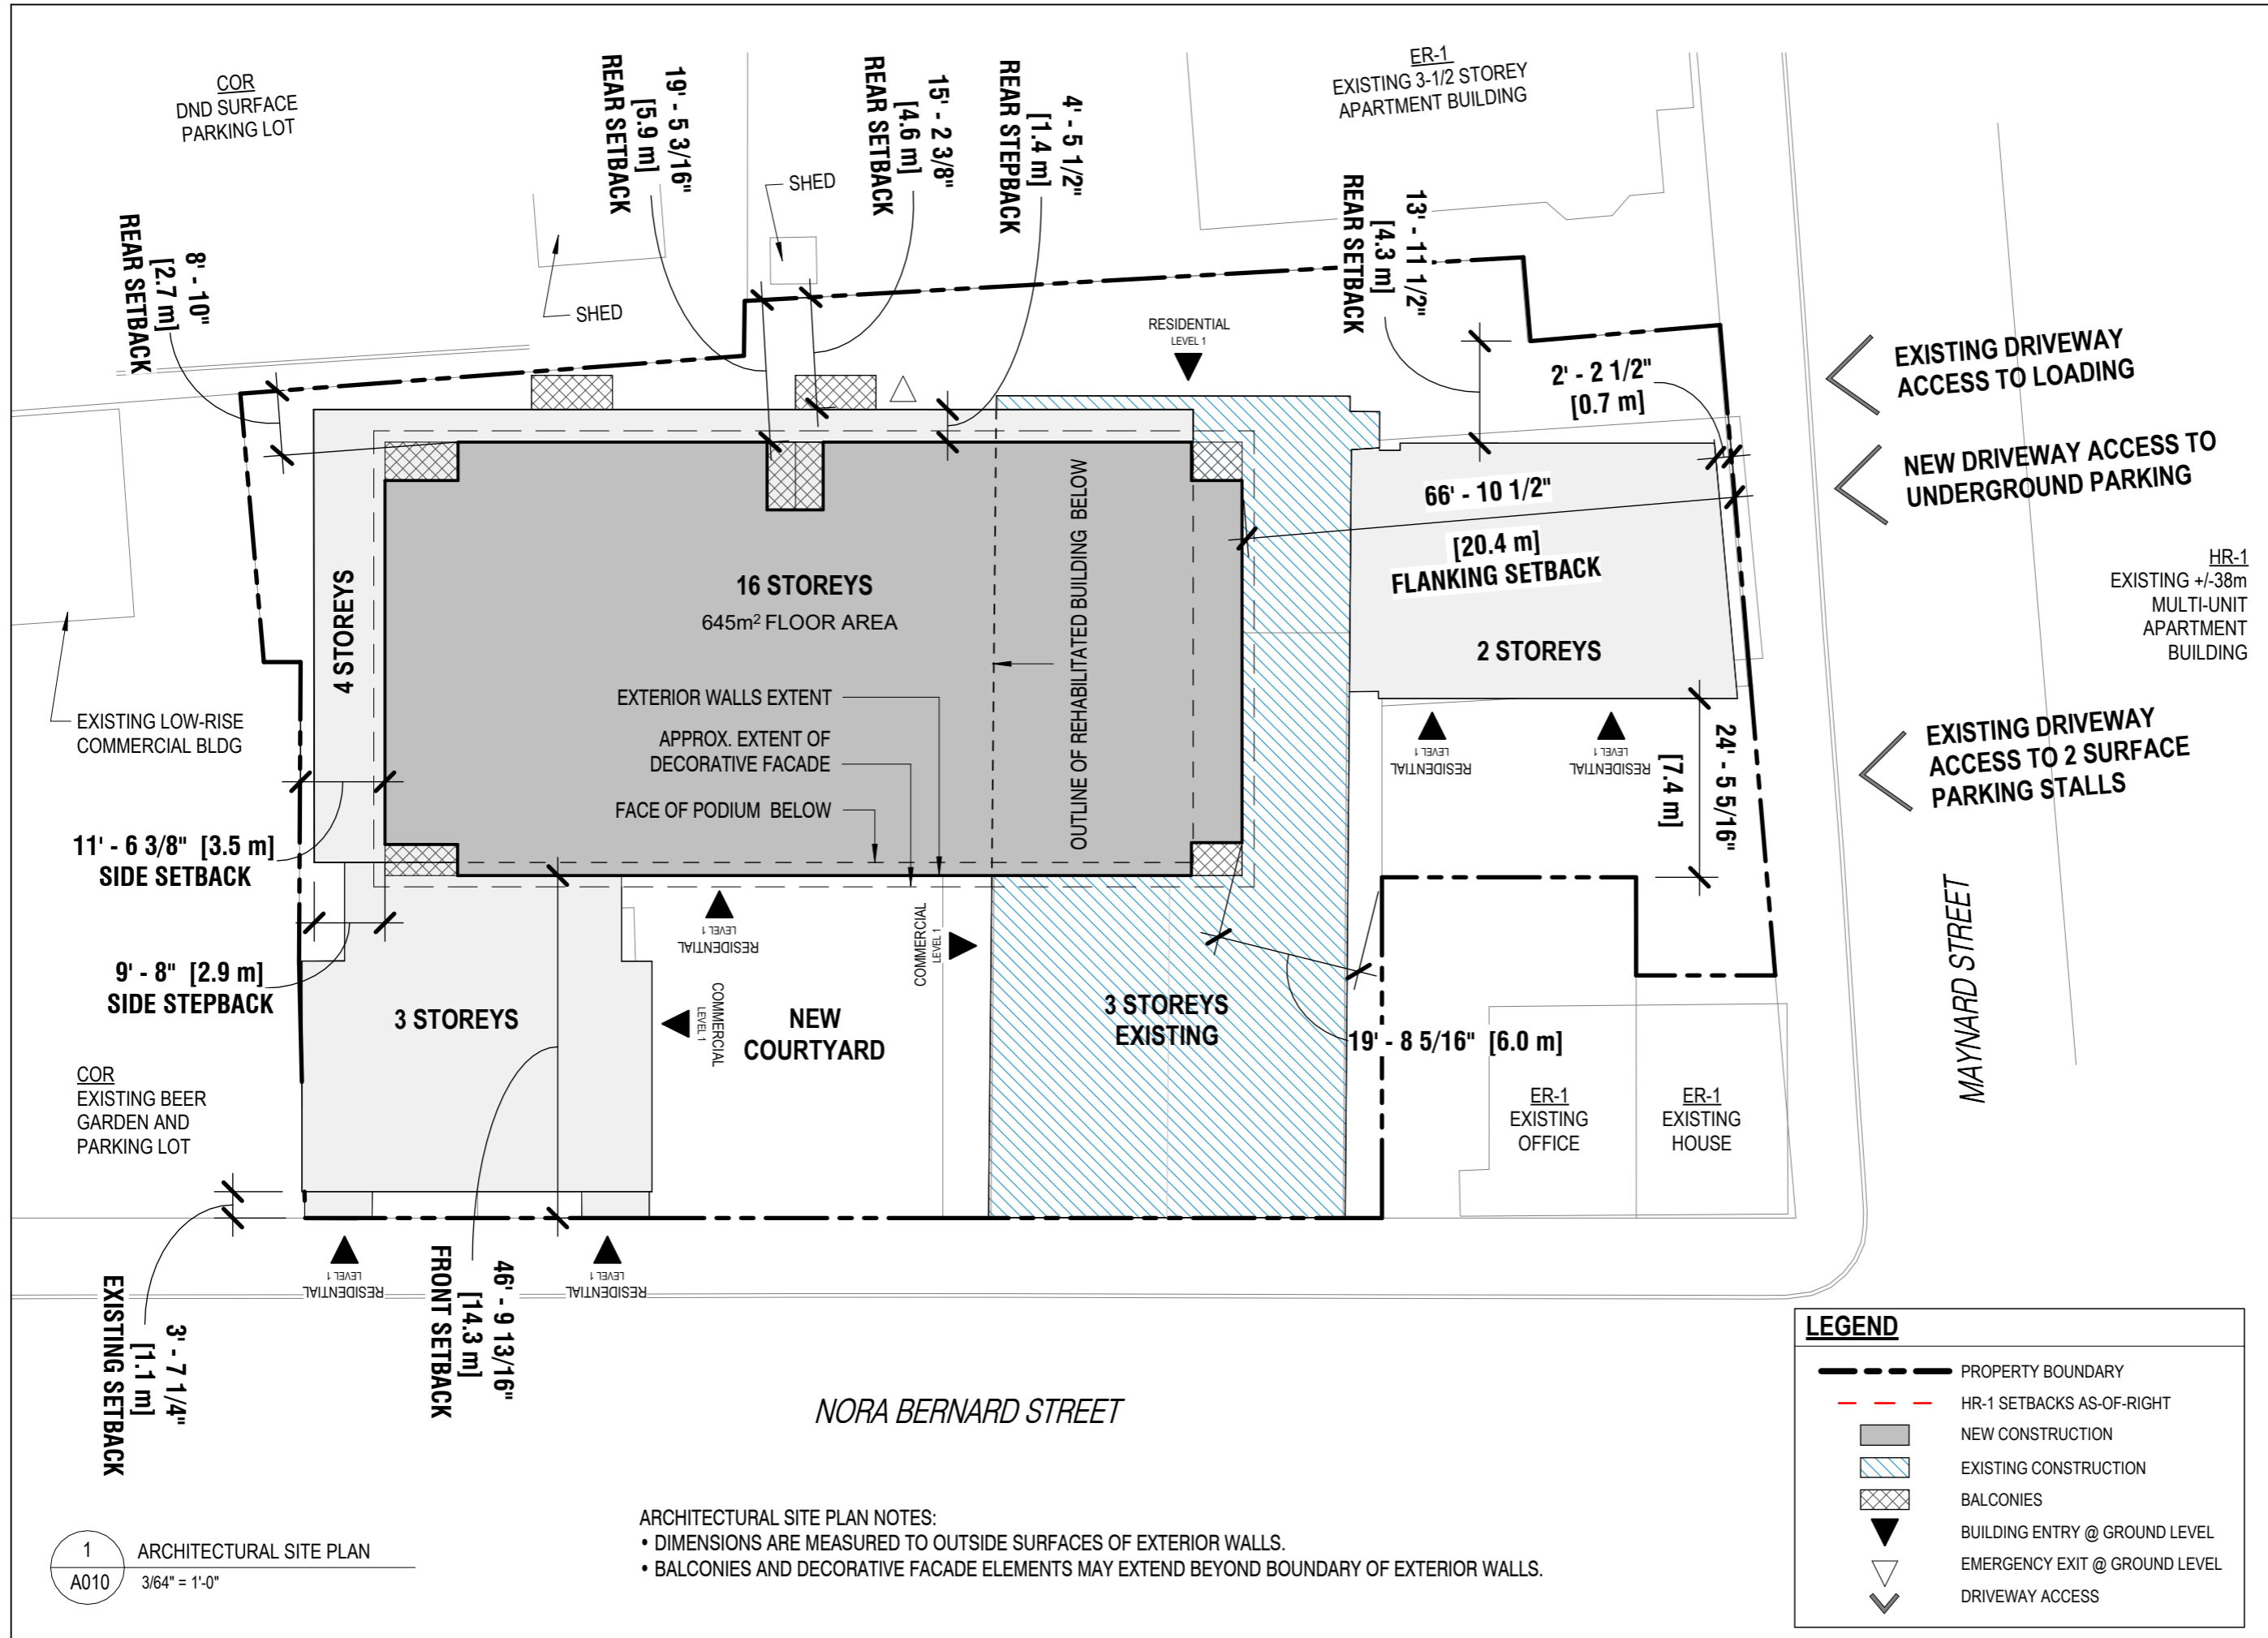 COR
DND SURFACE
PARKING LOT
19' - 5 3/16"
[5.9 m]
REAR SETBACK
15' - 2 3/8"
[4.6 m]
REAR SETBACK
4' - 5 1/2"
[1.4 m]
REAR STEPBACK
ER-1
EXISTING 3-1/2 STOREY
APARTMENT BUILDING
SHED
SHED
8' - 10"
[2.7 m]
REAR SETBACK
13' - 11 1/2"
[4.3 m]
REAR SETBACK
RESIDENTIAL
LEVEL 1
2' - 2 1/2"
[0.7 m]
EXISTING DRIVEWAY
ACCESS TO LOADING
NEW DRIVEWAY ACCESS TO
UNDERGROUND PARKING
66' - 10 1/2"
[20.4 m]
FLANKING SETBACK
HR-1
EXISTING +/-38m
MULTI-UNIT
APARTMENT
BUILDING
4 STOREYS
16 STOREYS
645m² FLOOR AREA
OUTLINE OF REHABILITATED BUILDING BELOW
2 STOREYS
EXTERIOR WALLS EXTENT
APPROX. EXTENT OF
DECORATIVE FACADE
FACE OF PODIUM BELOW
EXISTING LOW-RISE
COMMERCIAL BLDG
RESIDENTIAL
LEVEL 1
RESIDENTIAL
LEVEL 1
24' - 5 5/16"
[7.4 m]
EXISTING DRIVEWAY
ACCESS TO 2 SURFACE
PARKING STALLS
11' - 6 3/8" [3.5 m]
SIDE SETBACK
9' - 8" [2.9 m]
SIDE STEPBACK
RESIDENTIAL
LEVEL 1
COMMERCIAL
LEVEL 1
COMMERCIAL
LEVEL 1
3 STOREYS
NEW
COURTYARD
3 STOREYS
EXISTING
19' - 8 5/16" [6.0 m]
MAYNARD STREET
COR
EXISTING BEER
GARDEN AND
PARKING LOT
ER-1
EXISTING
OFFICE
ER-1
EXISTING
HOUSE
RESIDENTIAL
LEVEL 1
RESIDENTIAL
LEVEL 1
3' - 7 1/4"
[1.1 m]
EXISTING SETBACK
46' - 9 13/16"
[14.3 m]
FRONT SETBACK
NORA BERNARD STREET
LEGEND
PROPERTY BOUNDARY
HR-1 SETBACKS AS-OF-RIGHT
NEW CONSTRUCTION
EXISTING CONSTRUCTION
BALCONIES
BUILDING ENTRY @ GROUND LEVEL
EMERGENCY EXIT @ GROUND LEVEL
DRIVEWAY ACCESS
ARCHITECTURAL SITE PLAN NOTES:
• DIMENSIONS ARE MEASURED TO OUTSIDE SURFACES OF EXTERIOR WALLS.
• BALCONIES AND DECORATIVE FACADE ELEMENTS MAY EXTEND BEYOND BOUNDARY OF EXTERIOR WALLS.
1
A010
ARCHITECTURAL SITE PLAN
3/64" = 1'-0"